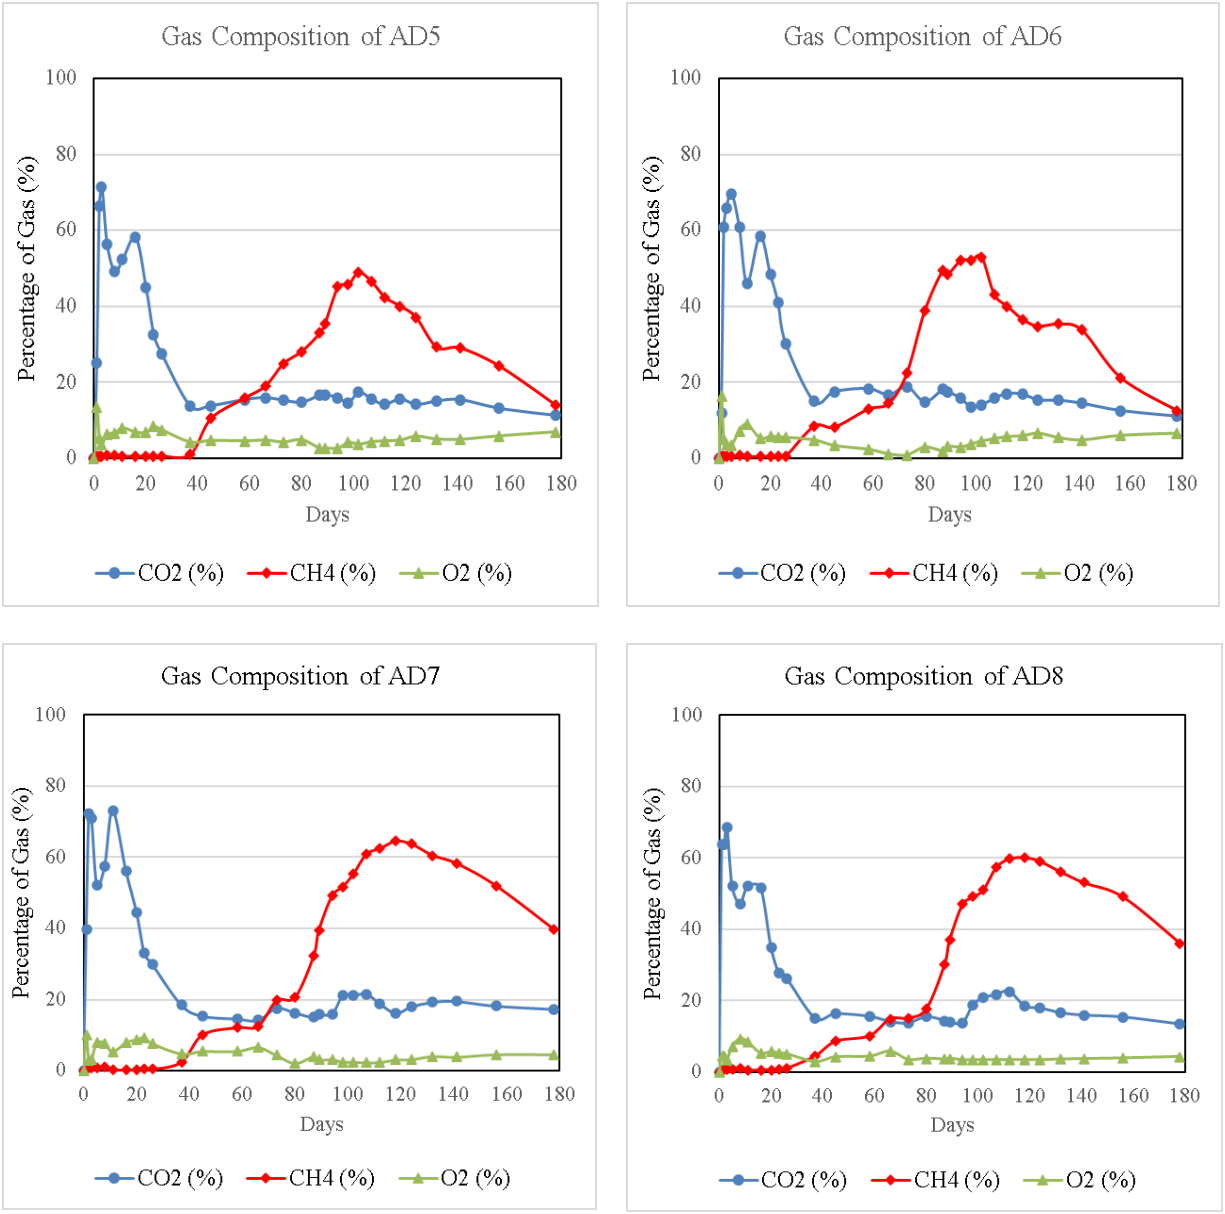 Gas Composition of AD5
Percentage of Gas (%)
100
80
60
40
20
0
0 20 40 60 80 100 120 140 160 180
Days
CO2 (%) CH4 (%) O2 (%)
Gas Composition of AD6
Percentage of Gas (%)
100
80
60
40
20
0
0 20 40 60 80 100 120 140 160 180
Days
CO2 (%) CH4 (%) O2 (%)
Gas Composition of AD7
Percentage of Gas (%)
100
80
60
40
20
0
0 20 40 60 80 100 120 140 160 180
Days
CO2 (%) CH4 (%) O2 (%)
Gas Composition of AD8
Percentage of Gas (%)
100
80
60
40
20
0
0 20 40 60 80 100 120 140 160 180
Days
CO2 (%) CH4 (%) O2 (%)